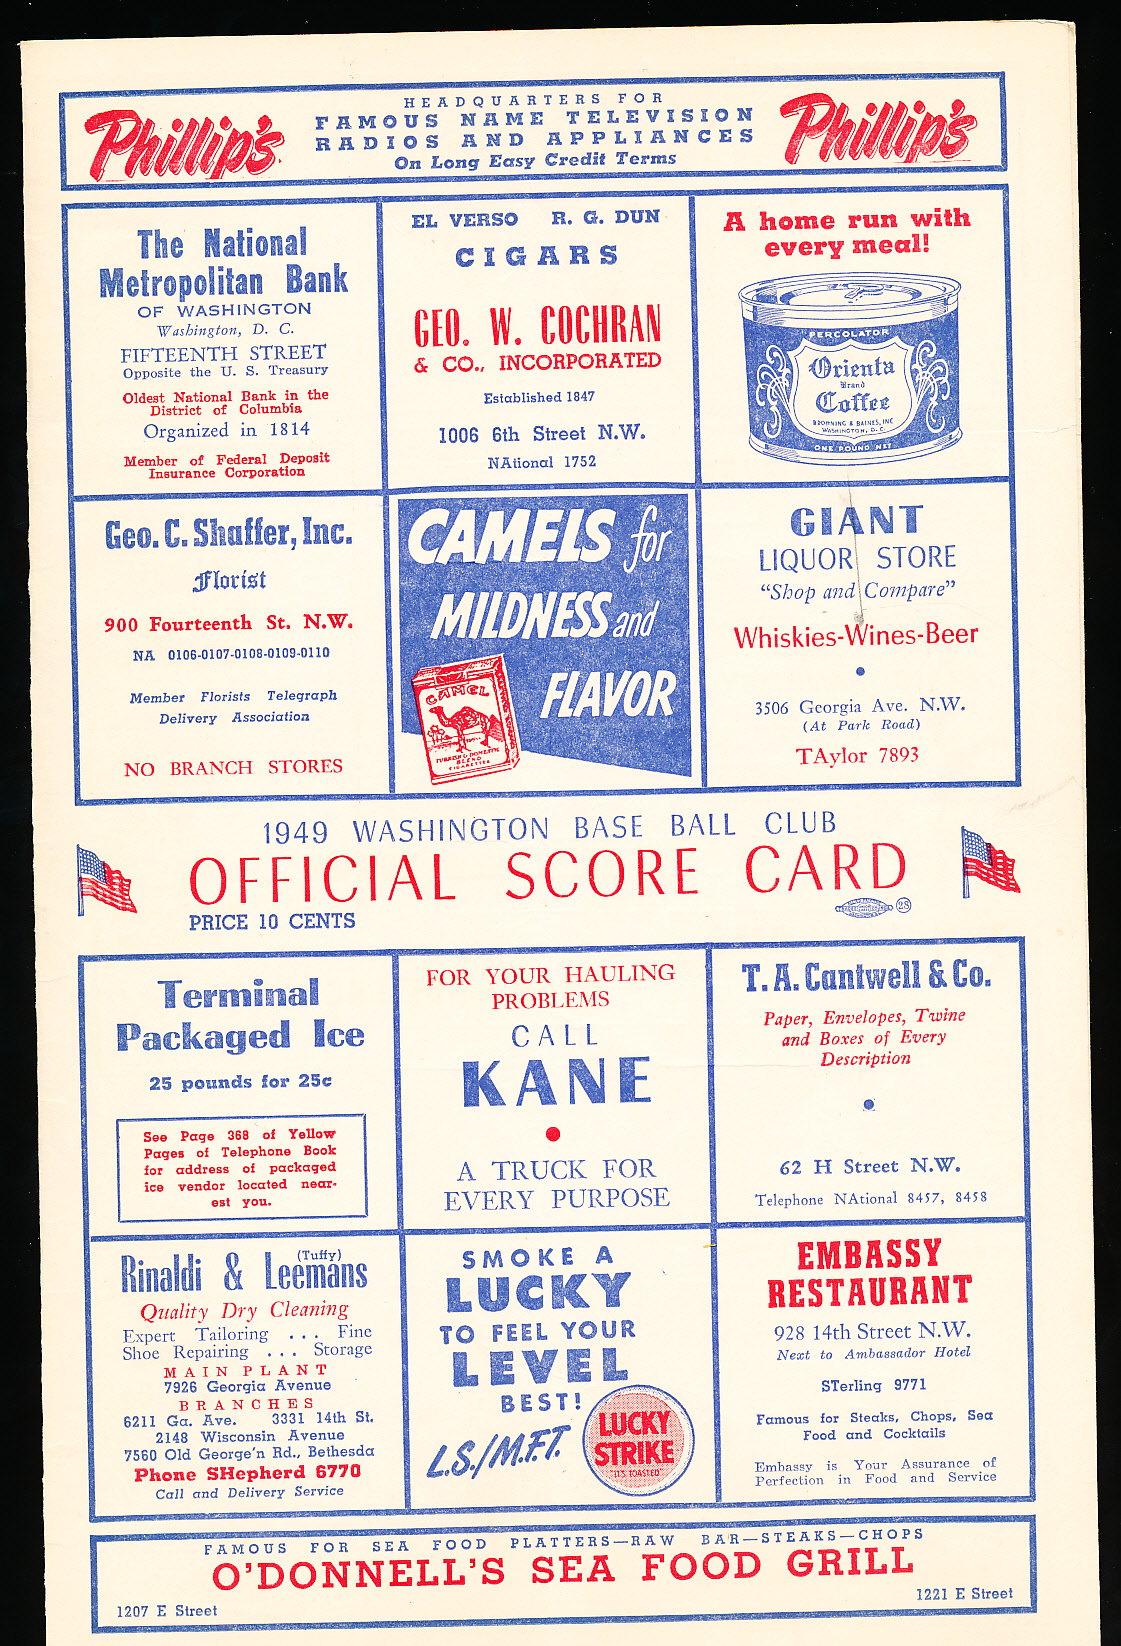 Phillip's
HEADQUARTERS FOR
FAMOUS NAME TELEVISION
RADIOS AND APPLIANCES
On Long Easy Credit Terms
Phillip's
The National
Metropolitan Bank
OF WASHINGTON
Washington, D. C.
FIFTEENTH STREET
Opposite the U. S. Treasury
Oldest National Bank in the
District of Columbia
Organized in 1814
Member of Federal Deposit
Insurance Corporation
EL VERSO R. G. DUN
CIGARS
GEO. W. COCHRAN
& CO., INCORPORATED
Established 1847
1006 6th Street N.W.
NAtional 1752
A home run with
every meal!
PERCOLATOR
Orienta
Brand
Coffee
BROWNING & BAINES, INC
WASHINGTON, D. C.
ONE POUND NET
Geo. C. Shaffer, Inc.
Florist
900 Fourteenth St. N.W.
NA 0106-0107-0108-0109-0110
Member Florists Telegraph
Delivery Association
NO BRANCH STORES
CAMELS for
MILDNESS and
FLAVOR
CAMEL
TURKISH & DOMESTIC
BLEND
CIGARETTES
GIANT
LIQUOR STORE
"Shop and Compare"
Whiskies-Wines-Beer
•
3506 Georgia Ave. N.W.
(At Park Road)
TAylor 7893
1949 WASHINGTON BASE BALL CLUB
OFFICIAL SCORE CARD
PRICE 10 CENTS
28
Terminal
Packaged Ice
25 pounds for 25c
See Page 368 of Yellow
Pages of Telephone Book
for address of packaged
ice vendor located near-
est you.
FOR YOUR HAULING
PROBLEMS
CALL
KANE
•
A TRUCK FOR
EVERY PURPOSE
T. A. Cantwell & Co.
Paper, Envelopes, Twine
and Boxes of Every
Description
•
62 H Street N.W.
Telephone NAtional 8457, 8458
(Tuffy)
Rinaldi & Leemans
Quality Dry Cleaning
Expert Tailoring . . . Fine
Shoe Repairing . . . Storage
MAIN PLANT
7926 Georgia Avenue
BRANCHES
6211 Ga. Ave. 3331 14th St.
2148 Wisconsin Avenue
7560 Old George'n Rd., Bethesda
Phone SHepherd 6770
Call and Delivery Service
SMOKE A
LUCKY
TO FEEL YOUR
LEVEL
BEST!
L.S./M.F.T.
LUCKY
STRIKE
"IT'S TOASTED"
EMBASSY
RESTAURANT
928 14th Street N.W.
Next to Ambassador Hotel
STerling 9771
Famous for Steaks, Chops, Sea
Food and Cocktails
Embassy is Your Assurance of
Perfection in Food and Service
FAMOUS FOR SEA FOOD PLATTERS—RAW BAR—STEAKS—CHOPS
O'DONNELL'S SEA FOOD GRILL
1207 E Street
1221 E Street